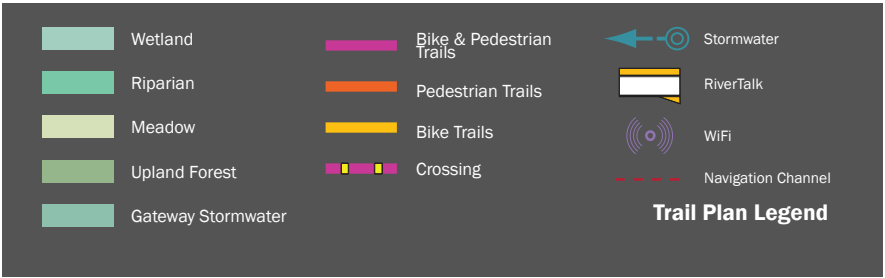 Wetland
Riparian
Meadow
Upland Forest
Gateway Stormwater
Bike & Pedestrian
Trails
Pedestrian Trails
Bike Trails
Crossing
Stormwater
RiverTalk
WiFi
Navigation Channel
Trail Plan Legend